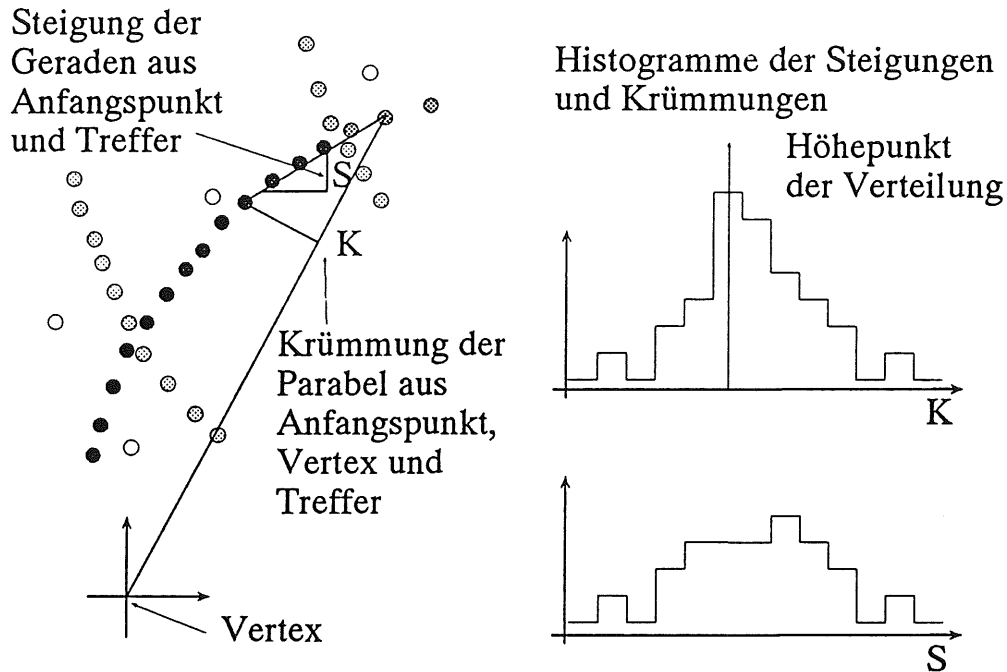 Steigung der
Geraden aus
Anfangspunkt
und Treffer
S
K
Krümmung der
Parabel aus
Anfangspunkt,
Vertex und
Treffer
Vertex
Histogramme der Steigungen
und Krümmungen
Höhepunkt
der Verteilung
K
S